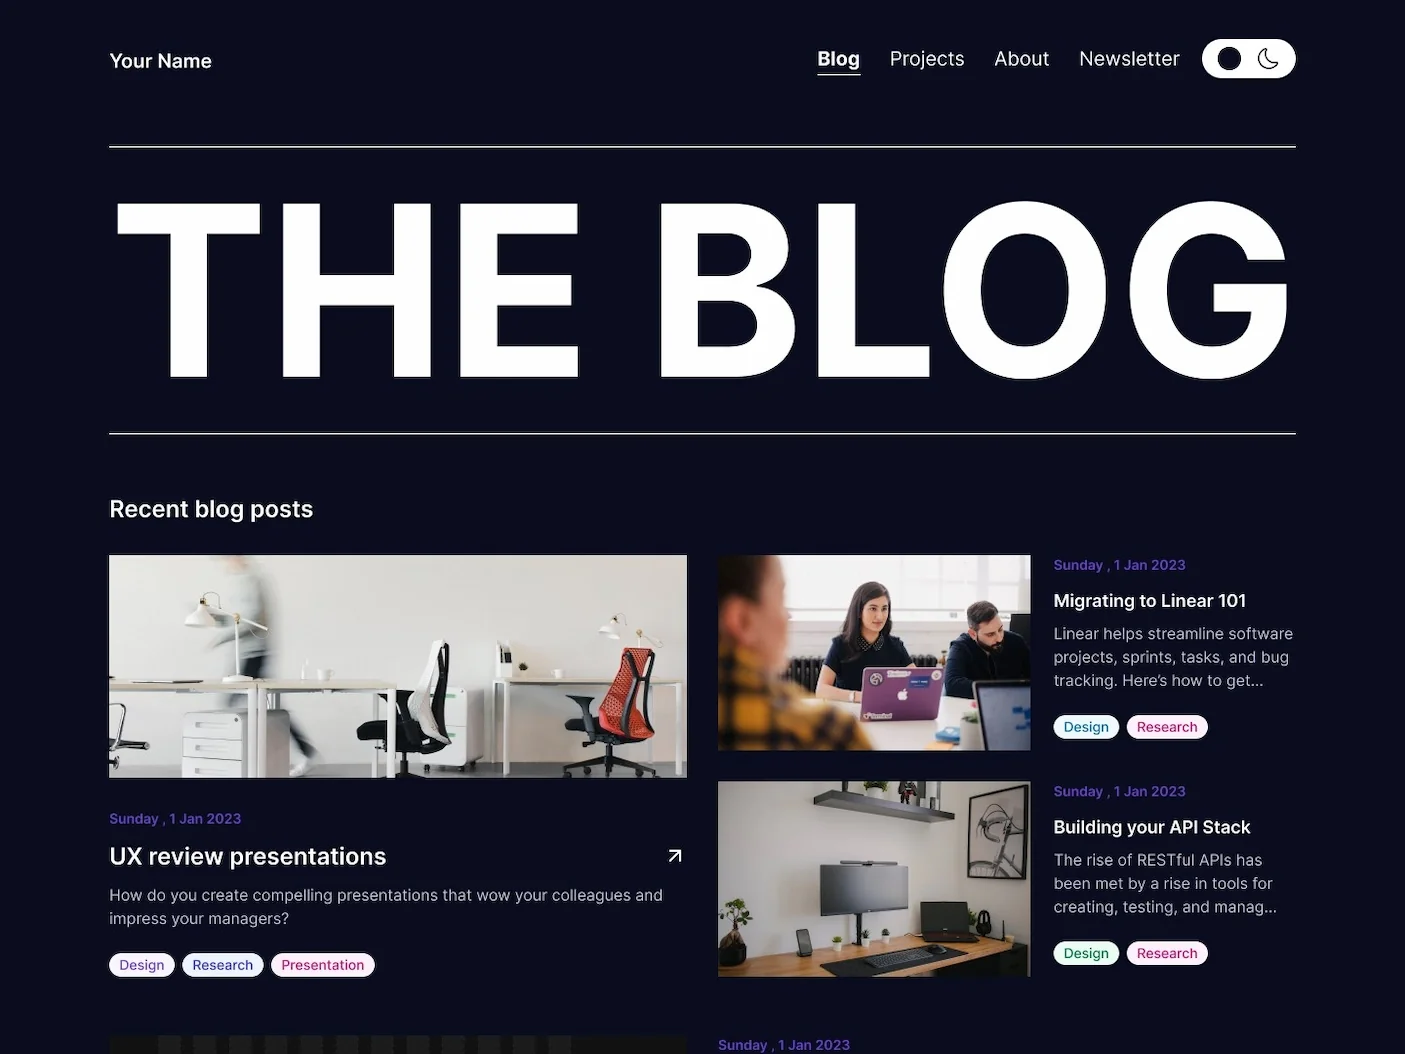 Your Name
Blog Projects About Newsletter
THE BLOG
Recent blog posts
Sunday , 1 Jan 2023
UX review presentations
How do you create compelling presentations that wow your colleagues and
impress your managers?
Design Research Presentation
Sunday , 1 Jan 2023
Migrating to Linear 101
Linear helps streamline software
projects, sprints, tasks, and bug
tracking. Here’s how to get...
Design Research
Sunday , 1 Jan 2023
Building your API Stack
The rise of RESTful APIs has
been met by a rise in tools for
creating, testing, and manag...
Design Research
Sunday , 1 Jan 2023